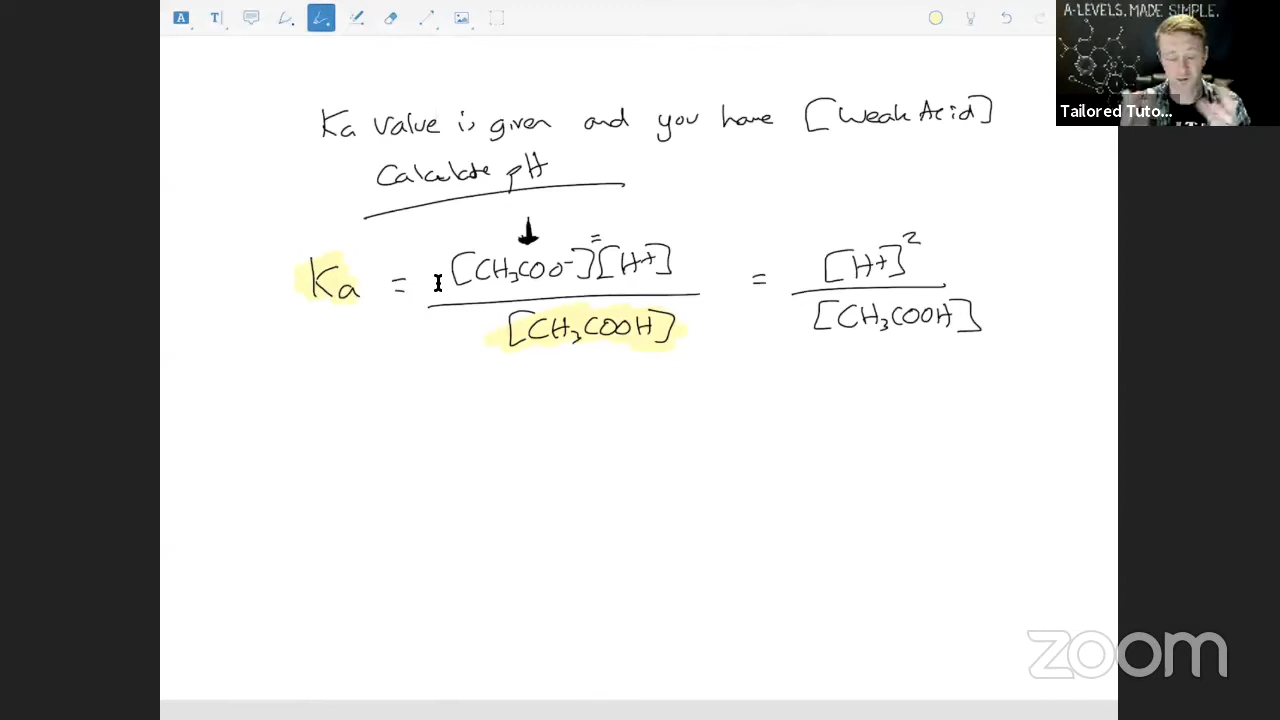 A-LEVELS. MADE SIMPLE.
Tailored Tuto...
Ka value is given and you have [Weak Acid]
Calculate pH
Ka = [CH₃COO⁻] = [H+] / [CH₃COOH] = [H+]² / [CH₃COOH]
zoom